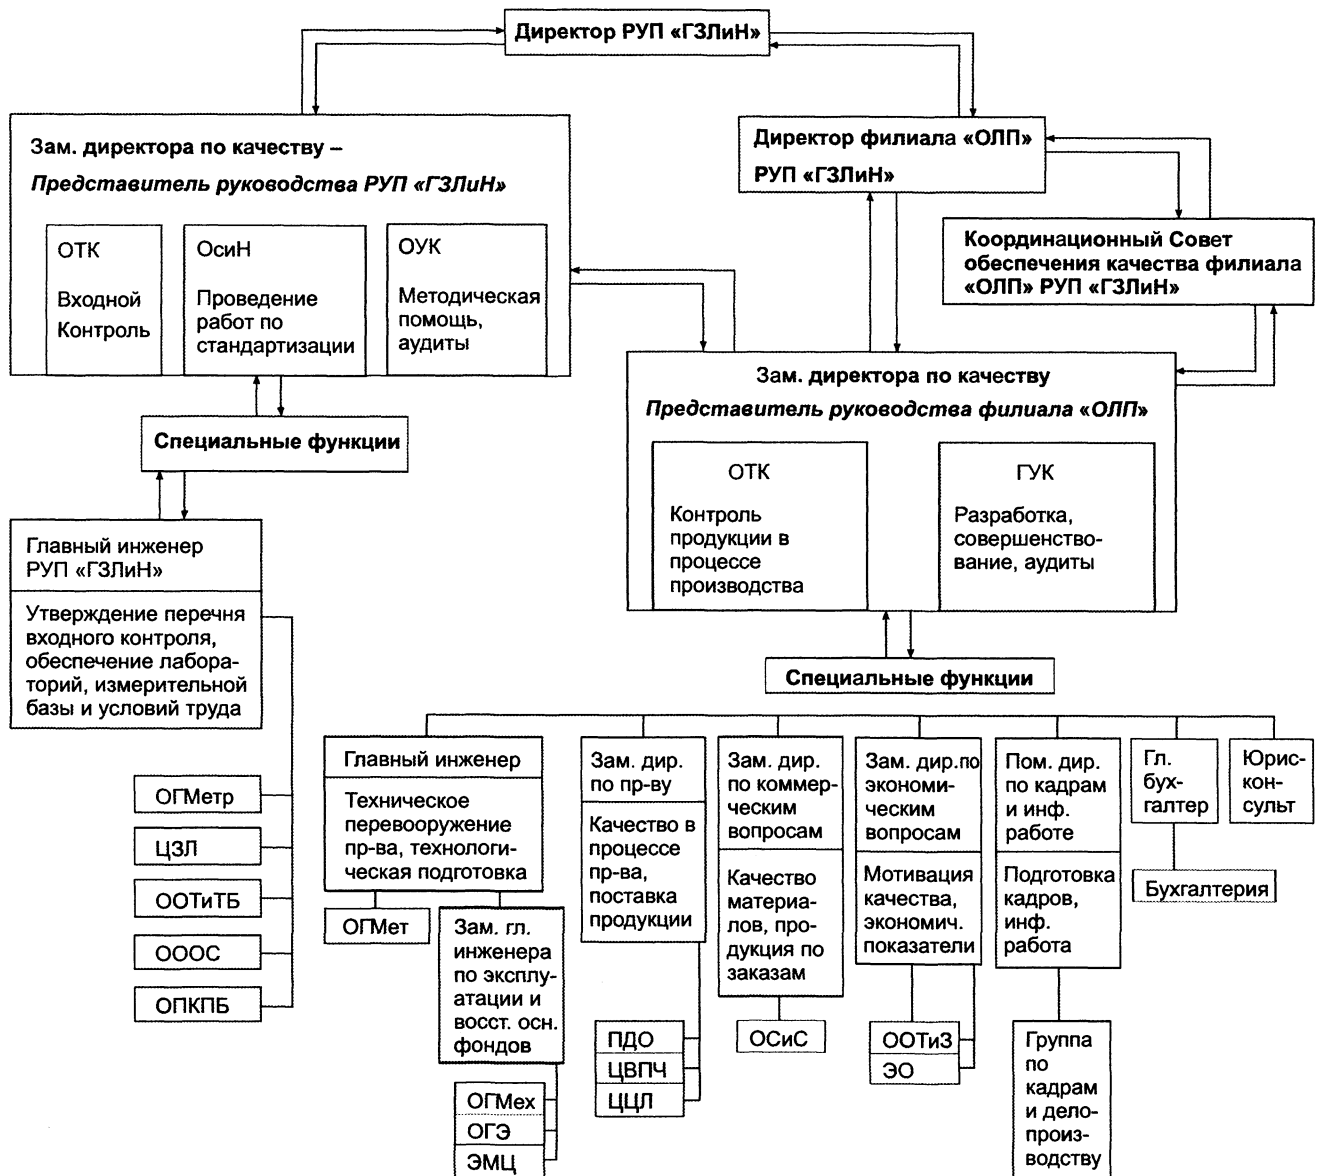 Директор РУП «ГЗЛиН»
Зам. директора по качеству –
Представитель руководства РУП «ГЗЛиН»
ОТК
Входной
Контроль
ОсиН
Проведение
работ по
стандартизации
ОУК
Методическая
помощь,
аудиты
Директор филиала «ОЛП»
РУП «ГЗЛиН»
Координационный Совет
обеспечения качества филиала
«ОЛП» РУП «ГЗЛиН»
Зам. директора по качеству
Представитель руководства филиала «ОЛП»
ОТК
Контроль
продукции в
процессе
производства
ГУК
Разработка,
совершенство-
вание, аудиты
Специальные функции
Главный инженер
РУП «ГЗЛиН»
Утверждение перечня
входного контроля,
обеспечение лабора-
торий, измерительной
базы и условий труда
ОГМетр
ЦЗЛ
ООТиТБ
ОООС
ОПКПБ
Специальные функции
Главный инженер
Техническое
перевооружение
пр-ва, технологи-
ческая подготовка
ОГМет
Зам. гл.
инженера
по эксплу-
атации и
восст. осн.
фондов
ОГМех
ОГЭ
ЭМЦ
Зам. дир.
по пр-ву
Качество в
процессе
пр-ва,
поставка
продукции
ПДО
ЦВПЧ
ЦЦЛ
Зам. дир.
по коммер-
ческим
вопросам
Качество
материа-
лов, про-
дукция по
заказам
ОСиС
Зам. дир.по
экономи-
ческим
вопросам
Мотивация
качества,
экономич.
показатели
ООТиЗ
ЭО
Пом. дир.
по кадрам
и инф.
работе
Подготовка
кадров,
инф.
работа
Группа
по
кадрам
и дело-
произ-
водству
Гл.
бух-
галтер
Бухгалтерия
Юрис-
кон-
сульт